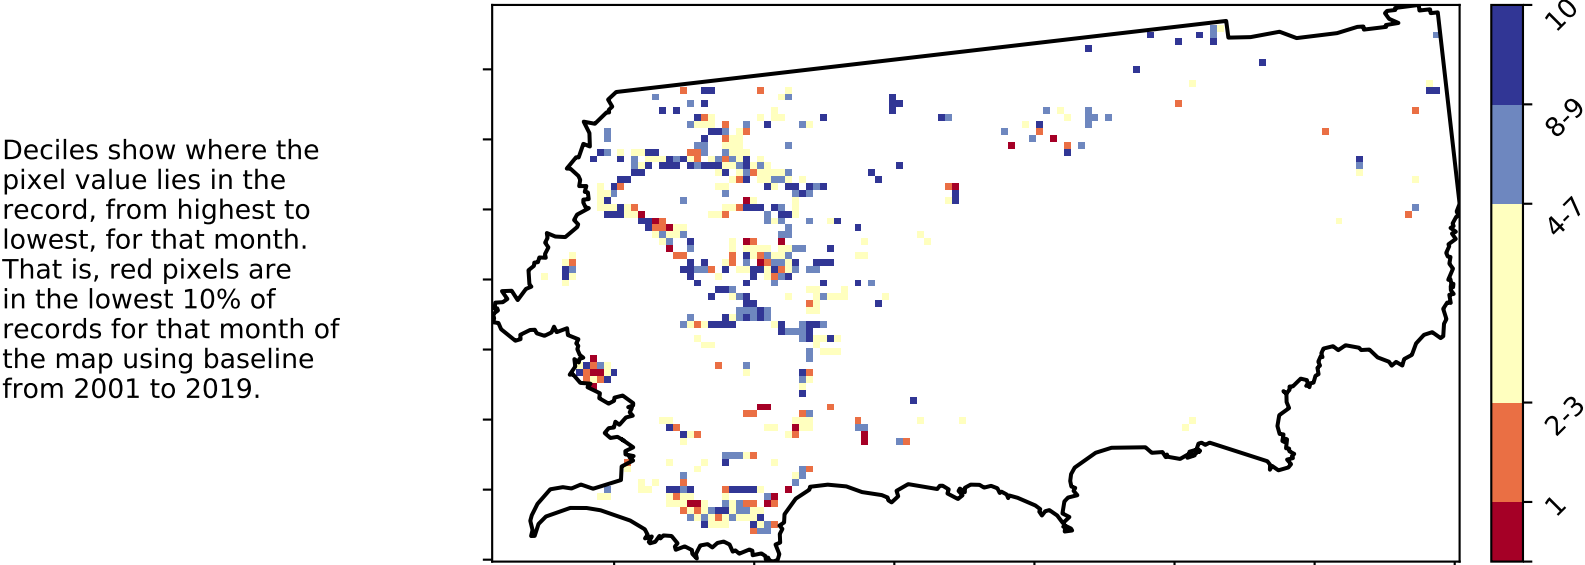 Deciles show where the
pixel value lies in the
record, from highest to
lowest, for that month.
That is, red pixels are
in the lowest 10% of
records for that month of
the map using baseline
from 2001 to 2019.
10
8-9
4-7
2-3
1